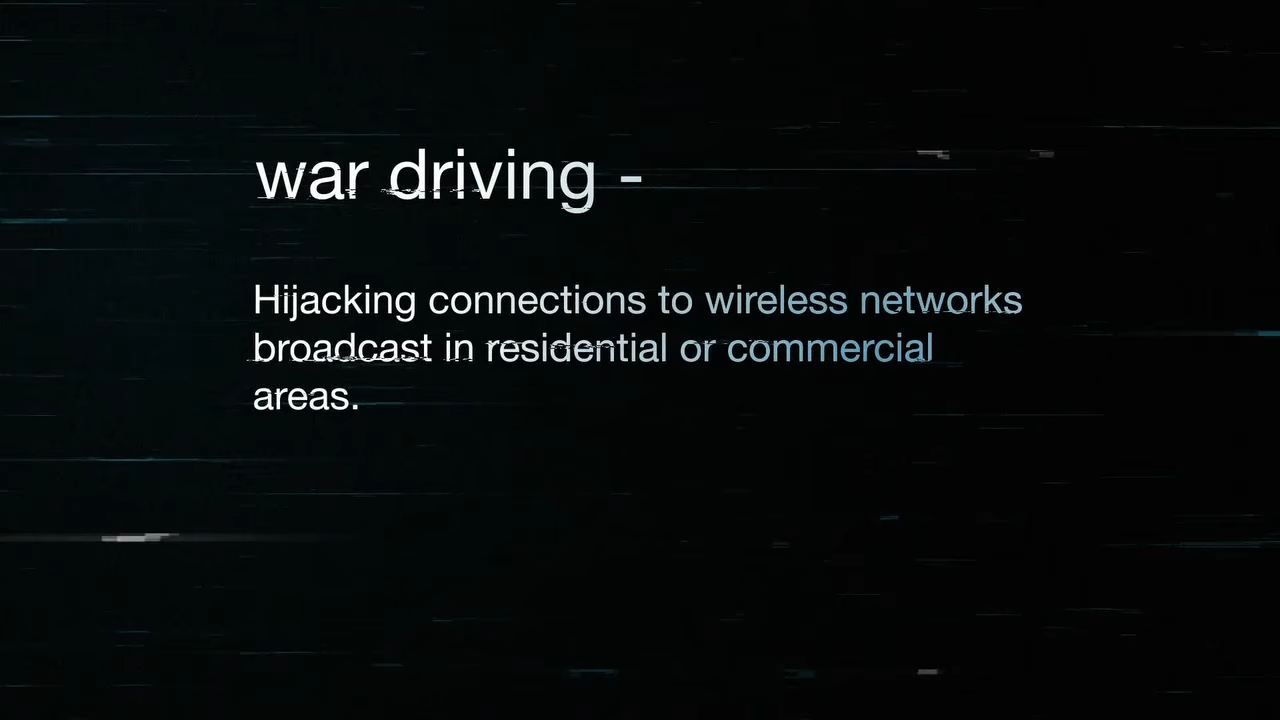 war driving -
Hijacking connections to wireless networks
broadcast in residential or commercial
areas.